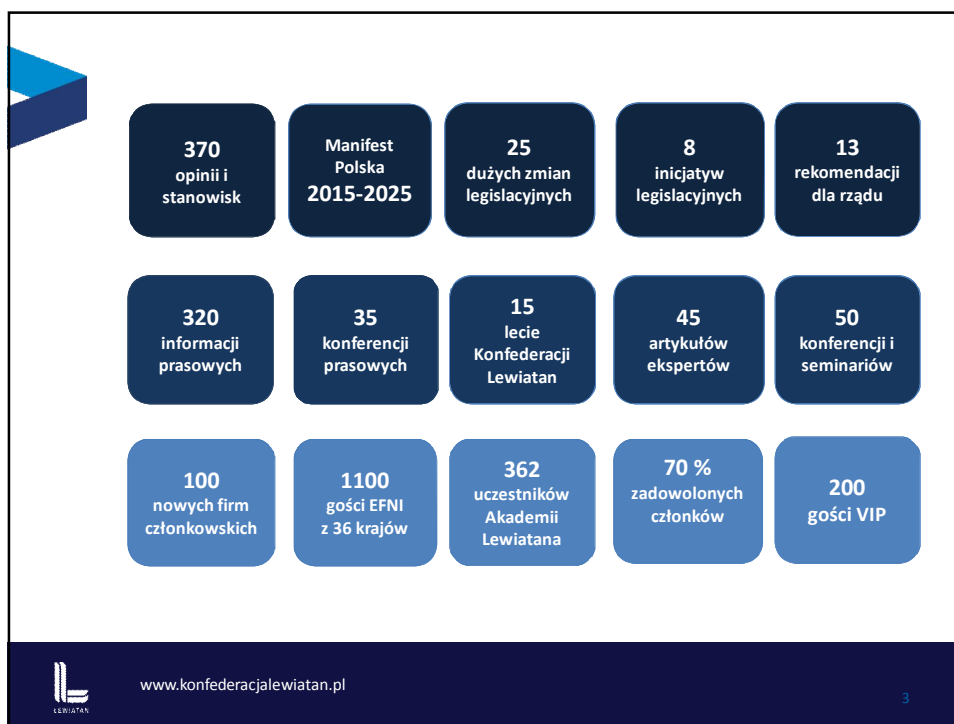 370
opinii i
stanowisk
Manifest
Polska
2015-2025
25
dużych zmian
legislacyjnych
8
inicjatyw
legislacyjnych
13
rekomendacji
dla rządu
320
informacji
prasowych
35
konferencji
prasowych
15
lecie
Konfederacji
Lewiatan
45
artykułów
ekspertów
50
konferencji i
seminariów
100
nowych firm
członkowskich
1100
gości EFNI
z 36 krajów
362
uczestników
Akademii
Lewiatana
70 %
zadowolonych
członków
200
gości VIP
LEWIATAN
www.konfederacjalewiatan.pl
3